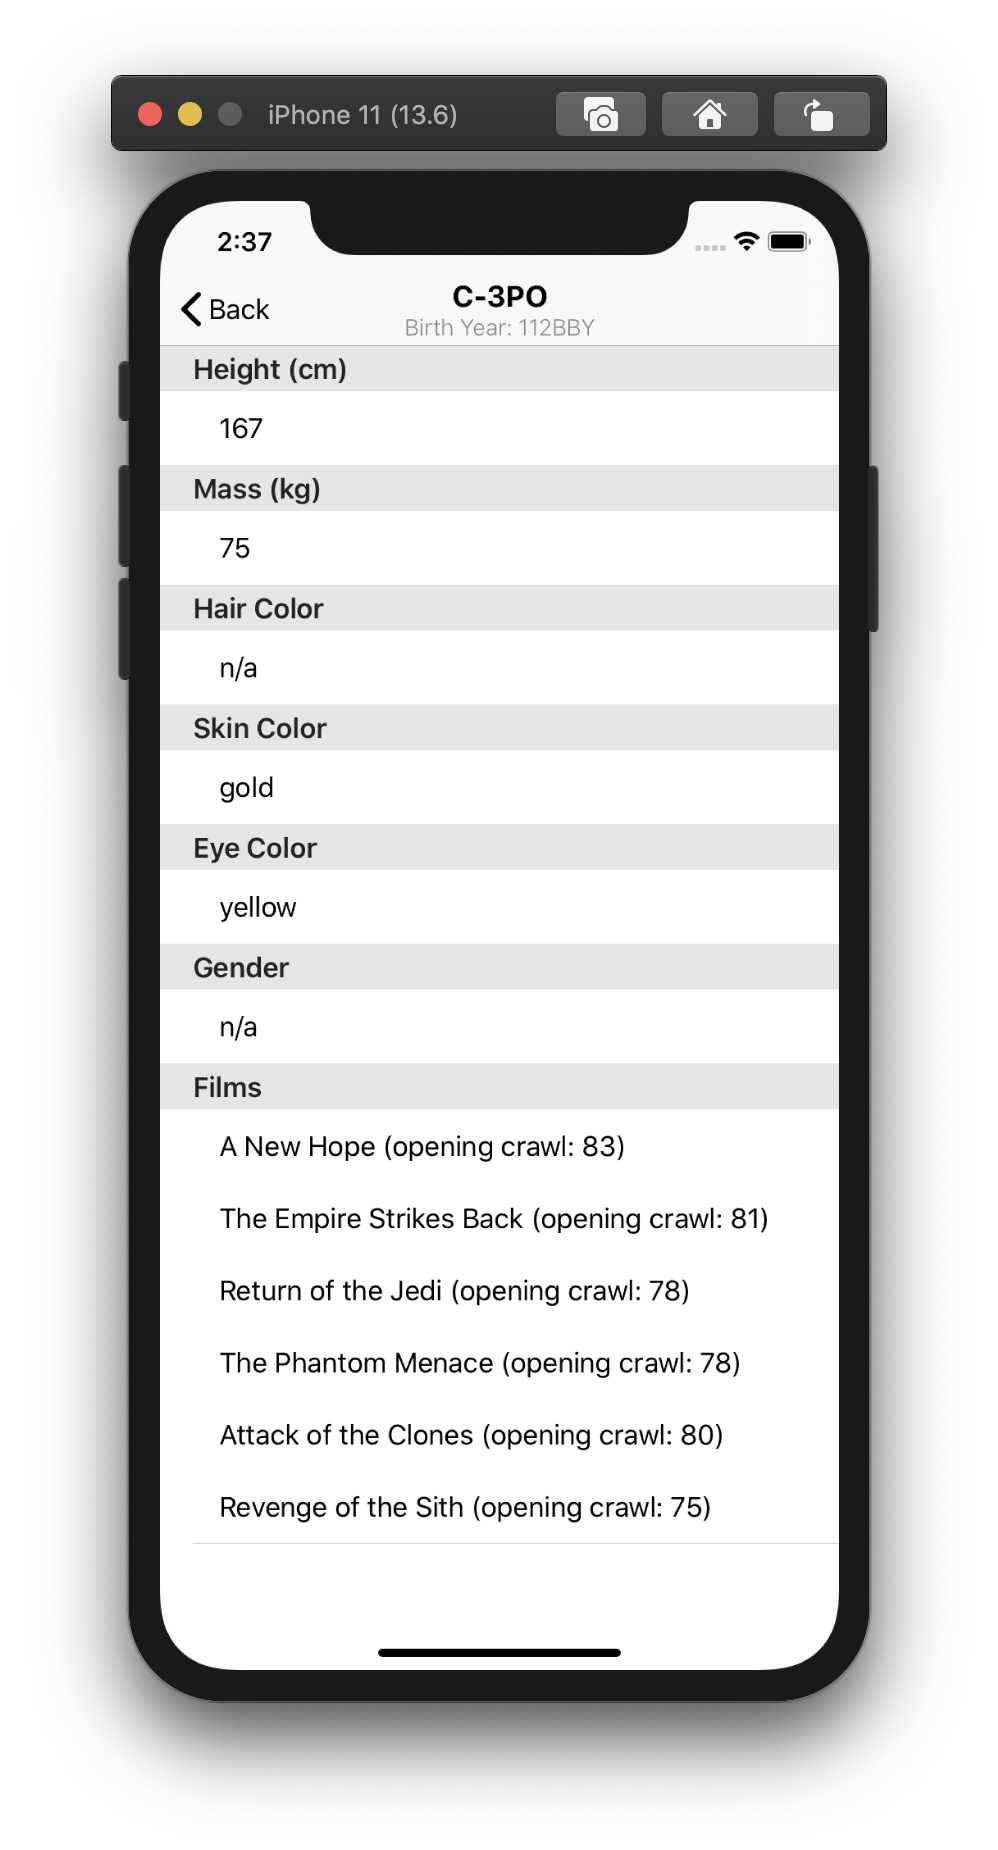 iPhone 11 (13.6)
2:37
Back
C-3PO
Birth Year: 112BBY
Height (cm)
167
Mass (kg)
75
Hair Color
n/a
Skin Color
gold
Eye Color
yellow
Gender
n/a
Films
A New Hope (opening crawl: 83)
The Empire Strikes Back (opening crawl: 81)
Return of the Jedi (opening crawl: 78)
The Phantom Menace (opening crawl: 78)
Attack of the Clones (opening crawl: 80)
Revenge of the Sith (opening crawl: 75)